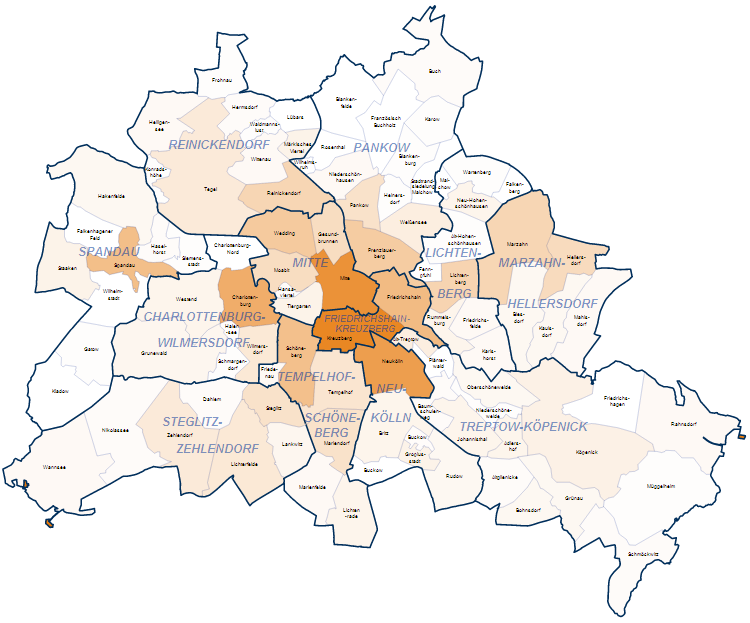 Buch
Frohnau
Blanken-
felde
Hermsdorf
Lübars
Französisch
Buchholz
Karow
Heiligen-
see
Waidmanns-
lust
REINICKENDORF
Märkisches
Viertel
Rosenthal
PANKOW
Wittenau
Wilhelms-
ruh
Blanken-
burg
Konrads-
höhe
Niederschön-
hausen
Wartenberg
Tegel
Reinickendorf
Heiners-
dorf
Stadtrand-
siedelung
Malchow
Mal-
chow
Falken-
berg
Hakenfelde
Pankow
Neu-Hohen-
schönhausen
Weißensee
Falkenhagener
Feld
Wedding
Gesund-
brunnen
Alt-Hohen-
schönhausen
SPANDAU
Hasel-
horst
Charlottenburg-
Nord
Prenzlauer-
berg
LICHTEN-
Marzahn
Siemens-
stadt
Staaken
Spandau
MITTE
Moabit
Mitte
Fenn-
pfuhl
Lichten-
berg
MARZAHN-
Hellers-
dorf
Wilhelm-
stadt
Westend
Charlotten-
burg
Hansa-
viertel
Tiergarten
Friedrichshain
BERG
HELLERSDORF
CHARLOTTENBURG-
FRIEDRICHSHAIN-
KREUZBERG
Rummels-
burg
Friedrichs-
felde
Bies-
dorf
Kauls-
dorf
Mahls-
dorf
Halen-
see
Kreuzberg
Alt-Treptow
WILMERSDORF
Gatow
Grunewald
Wilmers-
dorf
Schöne-
berg
Karls-
horst
Schmargen-
dorf
Friede-
nau
Neukölln
Plänter-
wald
TEMPELHOF-
NEU-
Kladow
Tempelhof
Oberschöneweide
Dahlem
Steglitz
Baum-
schulen-
weg
Niederschöne-
weide
Friedrichs-
hagen
Nikolassee
STEGLITZ-
SCHÖNE-
BERG
KÖLLN
TREPTOW-KÖPENICK
Rahnsdorf
Zehlendorf
Britz
Johannisthal
ZEHLENDORF
Lankwitz
Mariendorf
Buckow
Adlers-
hof
Köpenick
Wannsee
Lichterfelde
Gropius-
stadt
Buckow
Rudow
Altglienicke
Müggelheim
Marienfelde
Grünau
Lichten
-rade
Bohnsdorf
Schmöckwitz